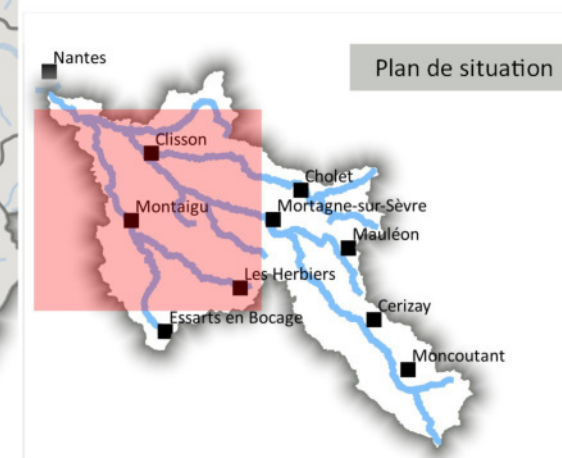 Nantes
Plan de situation
Clisson
Cholet
Montaigu
Mortagne-sur-Sèvre
Mauléon
Les Herbiers
Essarts en Bocage
Cerizay
Moncoutant